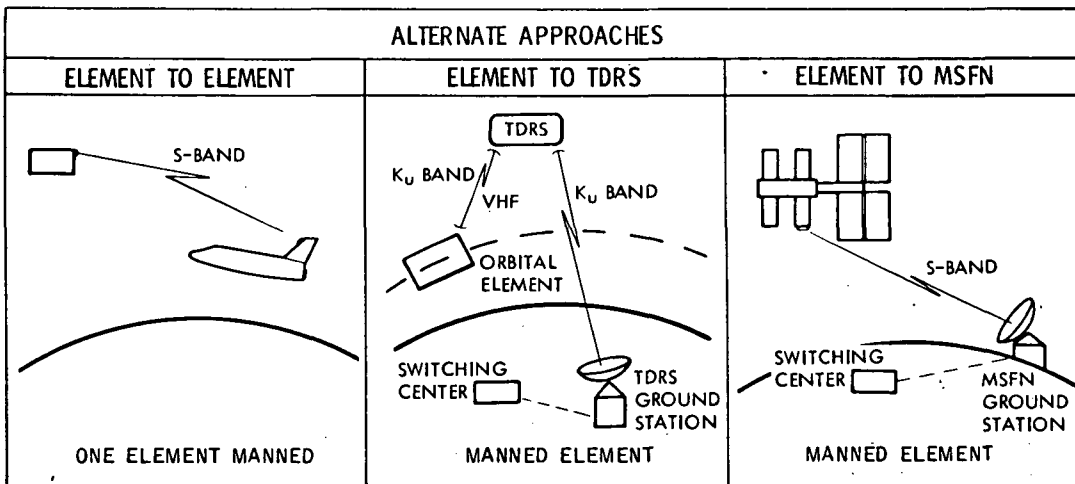 ALTERNATE APPROACHES
ELEMENT TO ELEMENT
S-BAND
ONE ELEMENT MANNED
ELEMENT TO TDRS
TDRS
KU BAND
VHF
KU BAND
ORBITAL
ELEMENT
SWITCHING
CENTER
TDRS
GROUND
STATION
MANNED ELEMENT
ELEMENT TO MSFN
S-BAND
SWITCHING
CENTER
MSFN
GROUND
STATION
MANNED ELEMENT